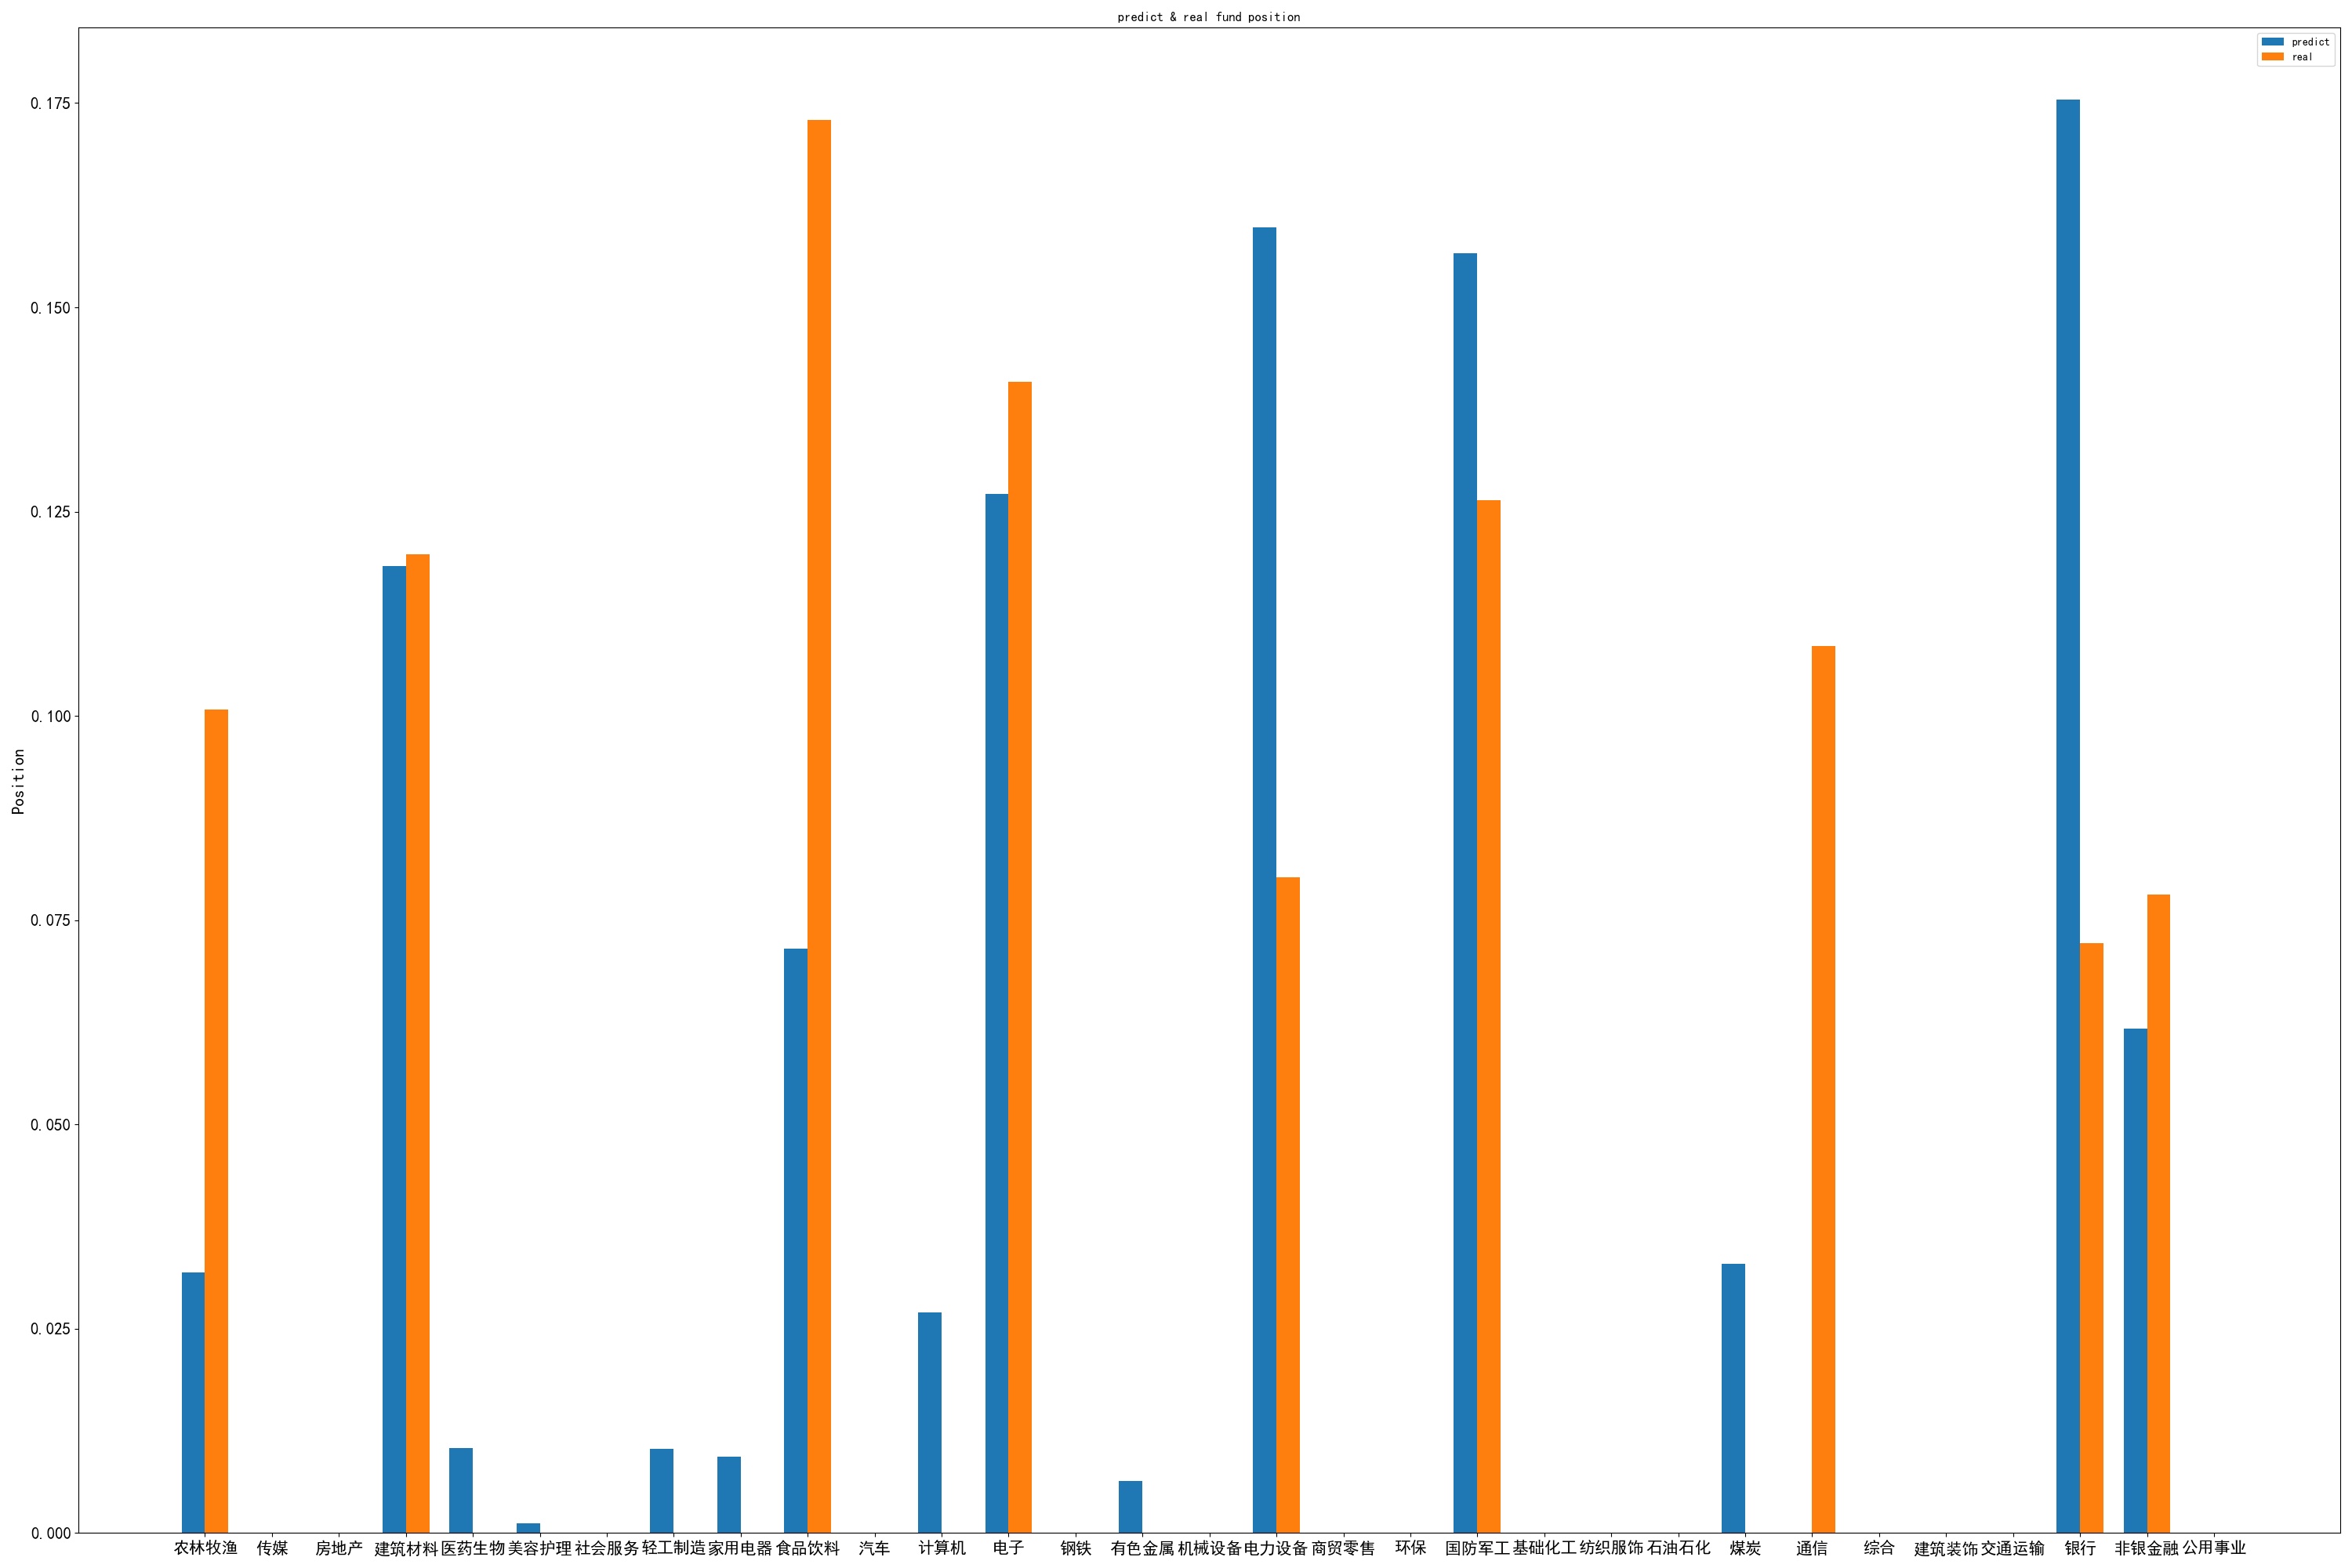 predict & real fund position
predict
real
Position
0.175
0.150
0.125
0.100
0.075
0.050
0.025
0.000
农林牧渔 传媒 房地产 建筑材料 医药生物 美容护理 社会服务 轻工制造 家用电器 食品饮料 汽车 计算机 电子 钢铁 有色金属 机械设备 电力设备 商贸零售 环保 国防军工 基础化工 纺织服饰 石油石化 煤炭 通信 综合 建筑装饰 交通运输 银行 非银金融 公用事业